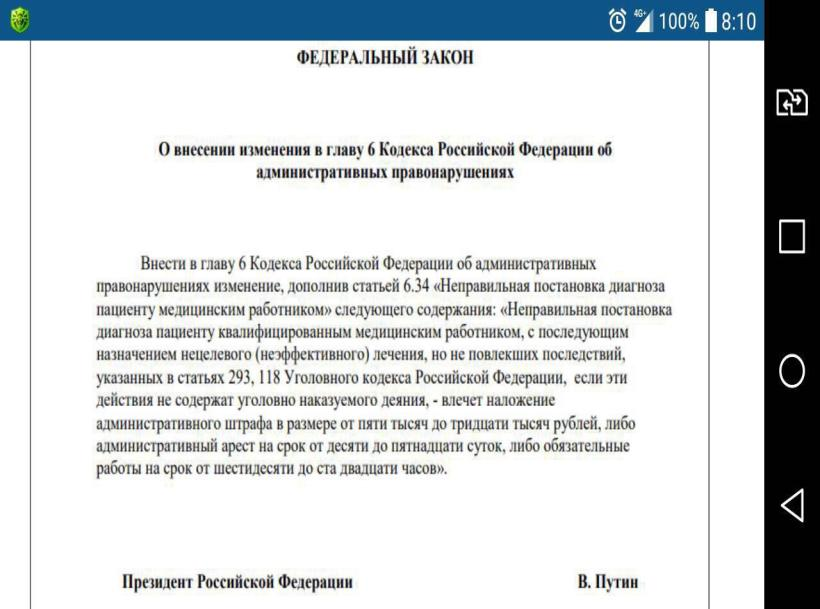 4G+ 100% 8:10
ФЕДЕРАЛЬНЫЙ ЗАКОН
О внесении изменения в главу 6 Кодекса Российской Федерации об
административных правонарушениях
Внести в главу 6 Кодекса Российской Федерации об административных
правонарушениях изменение, дополнив статьей 6.34 «Неправильная постановка диагноза
пациенту медицинским работником» следующего содержания: «Неправильная постановка
диагноза пациенту квалифицированным медицинским работником, с последующим
назначением нецелевого (неэффективного) лечения, но не повлекших последствий,
указанных в статьях 293, 118 Уголовного кодекса Российской Федерации, если эти
действия не содержат уголовно наказуемого деяния, - влечет наложение
административного штрафа в размере от пяти тысяч до тридцати тысяч рублей, либо
административный арест на срок от десяти до пятнадцати суток, либо обязательные
работы на срок от шестидесяти до ста двадцати часов».
Президент Российской Федерации В. Путин